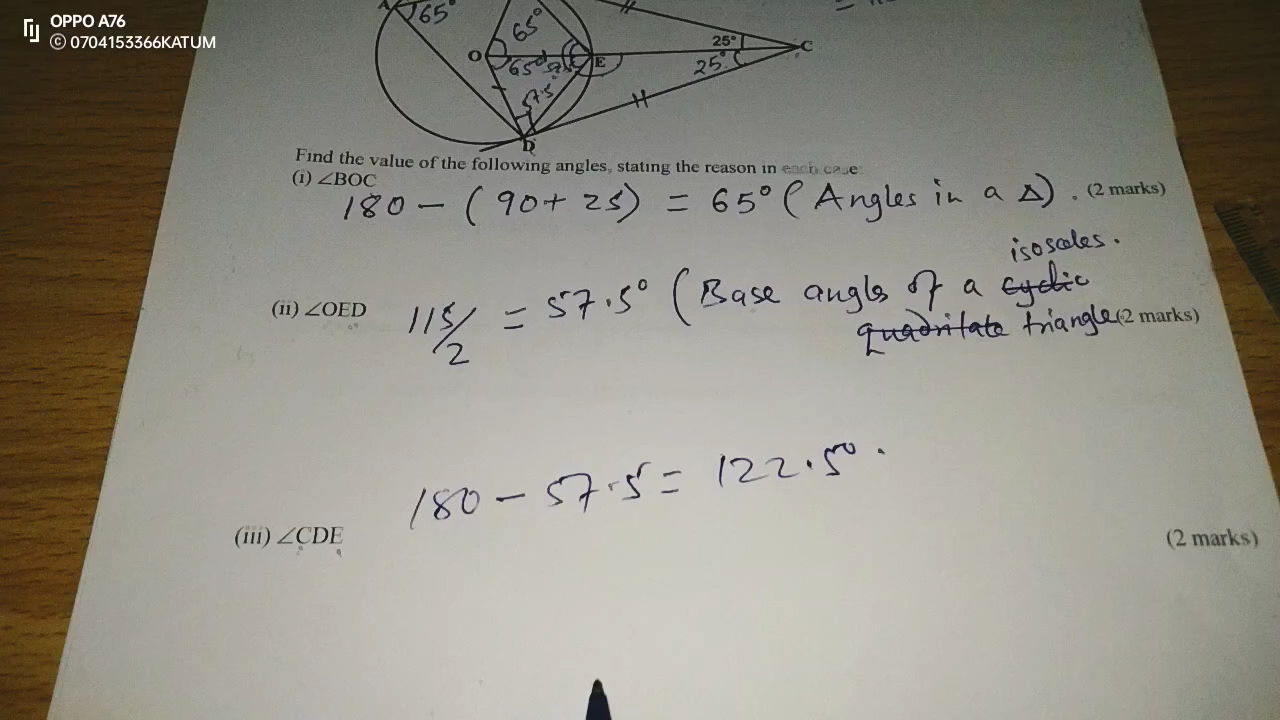 OPPO A76
© 0704153366KATUM
65°
65°
O
65°
57.5
E
25°
25°
C
D
Find the value of the following angles, stating the reason in each case
(i) ∠BOC
180 - (90+25) = 65° (Angles in a Δ). (2 marks)
isosceles.
(ii) ∠OED 115/2 = 57.5° (Base angles of a cyclic
quadrilate triangle (2 marks)
180 - 57.5 = 122.5°.
(iii) ∠CDE (2 marks)